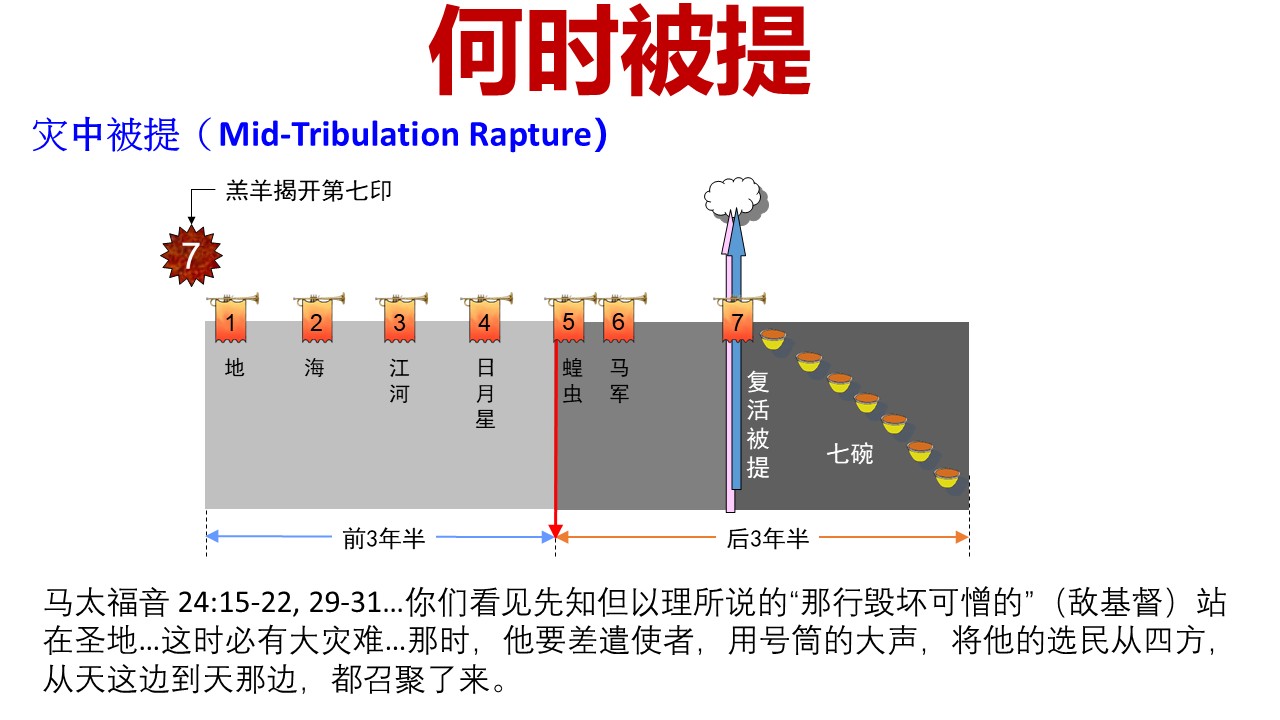 何时被提
灾中被提（Mid-Tribulation Rapture)
羔羊揭开第七印
7
1
2
3
4
5
6
7
地
海
江河
日月星
蝗虫
马军
复活被提
七碗
前3年半
后3年半
马太福音 24:15-22, 29-31…你们看见先知但以理所说的“那行毁坏可憎的”（敌基督）站
在圣地…这时必有大灾难…那时，他要差遣使者，用号筒的大声，将他的选民从四方，
从天这边到天那边，都召聚了来。